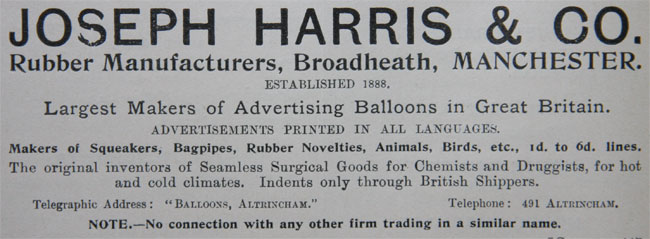 JOSEPH HARRIS & CO.
Rubber Manufacturers, Broadheath, MANCHESTER.
ESTABLISHED 1888.
Largest Makers of Advertising Balloons in Great Britain.
ADVERTISEMENTS PRINTED IN ALL LANGUAGES.
Makers of Squeakers, Bagpipes, Rubber Novelties, Animals, Birds, etc., 1d. to 6d. lines.
The original inventors of Seamless Surgical Goods for Chemists and Druggists, for hot
and cold climates. Indents only through British Shippers.
Telegraphic Address: "BALLOONS, ALTRINCHAM." Telephone: 491 ALTRINCHAM.
NOTE.—No connection with any other firm trading in a similar name.